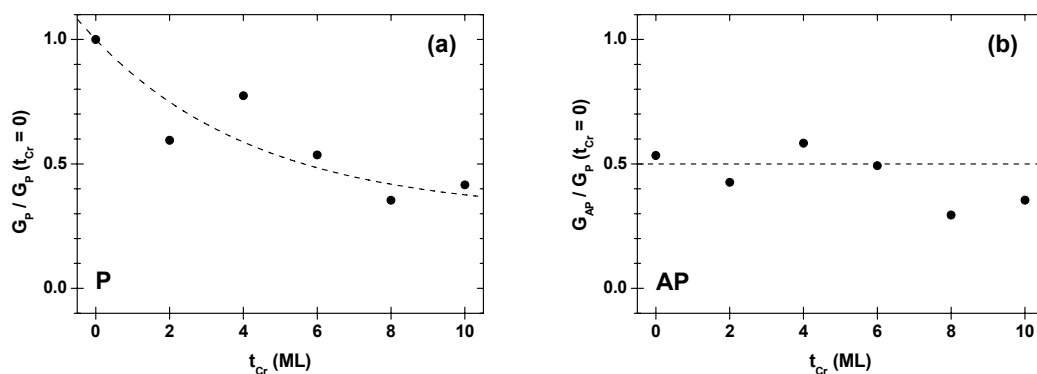 (a)
1.0
0.5
0.0
G_P / G_P (t_Cr = 0)
P
0 2 4 6 8 10
t_Cr (ML)
(b)
1.0
0.5
0.0
G_AP / G_P (t_Cr = 0)
AP
0 2 4 6 8 10
t_Cr (ML)